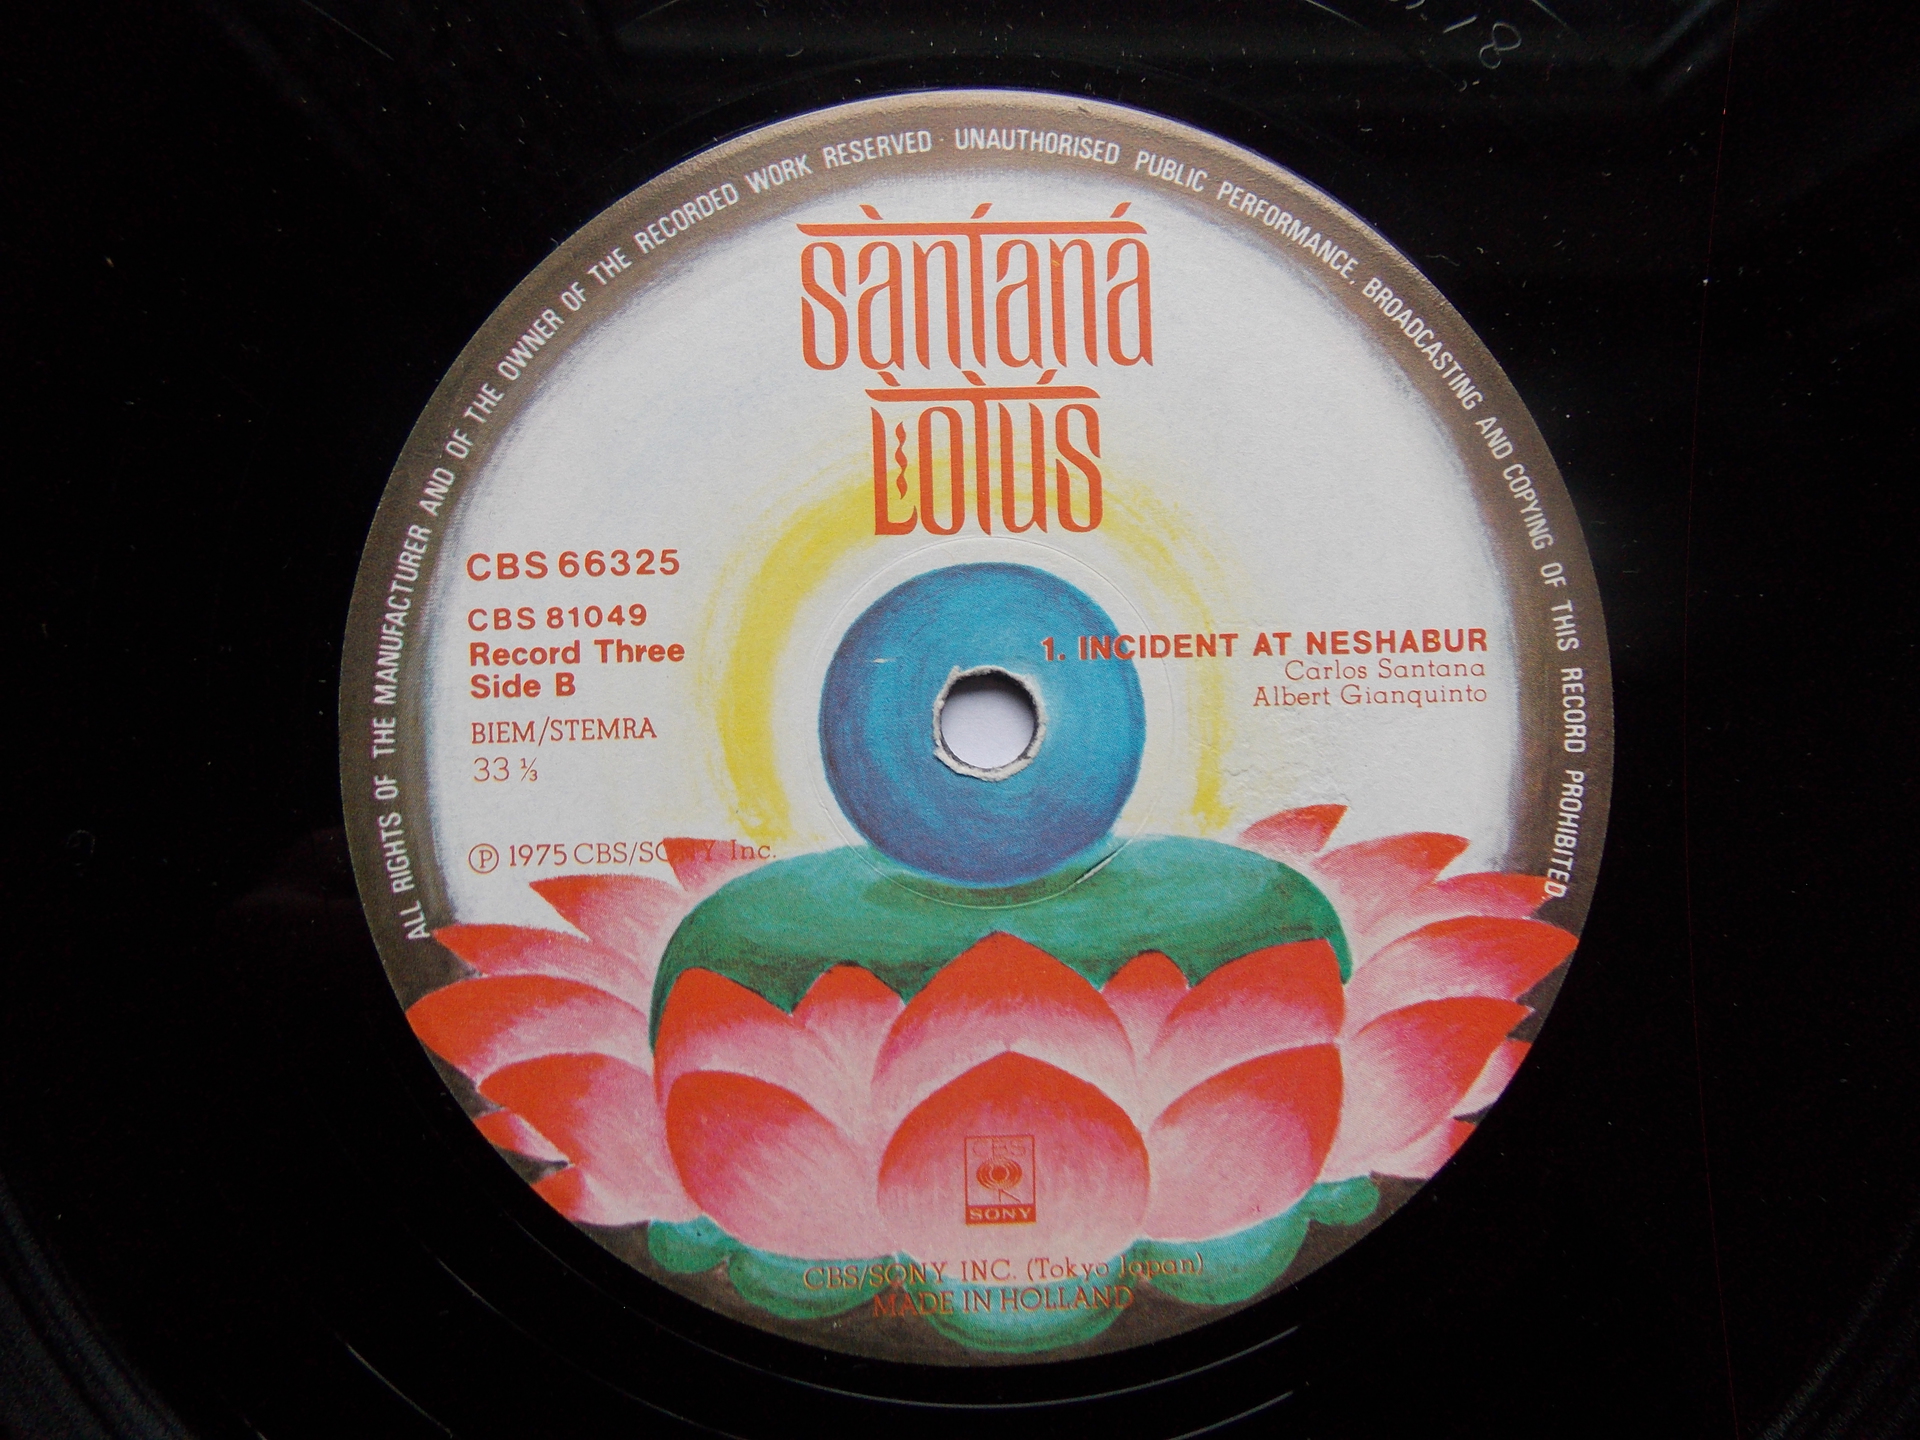 ALL RIGHTS OF THE MANUFACTURER AND OF THE OWNER OF THE RECORDED WORK RESERVED · UNAUTHORISED PUBLIC PERFORMANCE, BROADCASTING AND COPYING OF THIS RECORD PROHIBITED
santana
Lotus
CBS 66325
CBS 81049
Record Three
Side B
BIEM/STEMRA
33 ⅓
℗ 1975 CBS/SONY Inc.
1. INCIDENT AT NESHABUR
Carlos Santana
Albert Gianquinto
CBS
SONY
CBS/SONY INC. (Tokyo Japan)
MADE IN HOLLAND